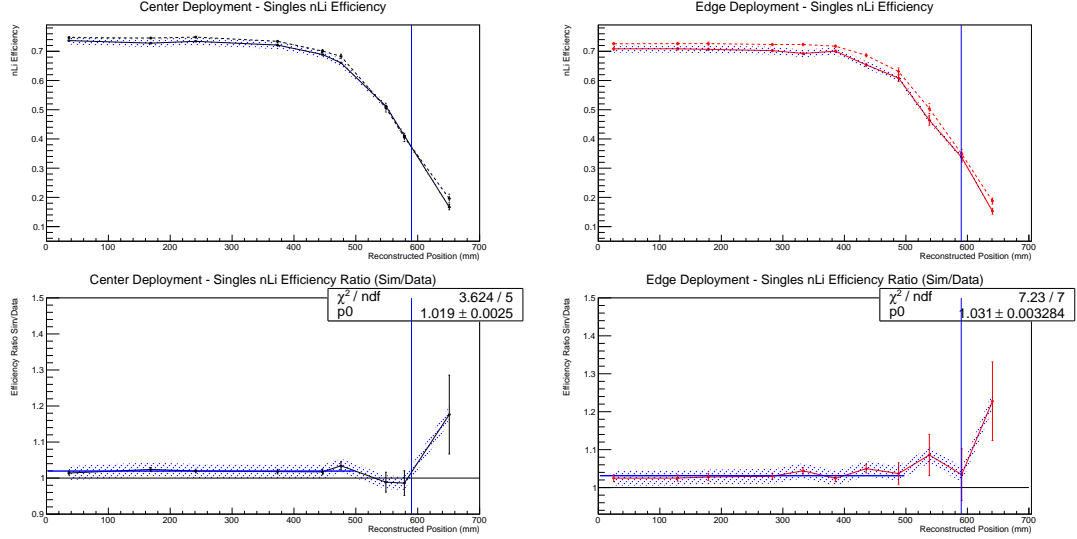 Center Deployment - Singles nLi Efficiency
nLi Efficiency
0.7
0.6
0.5
0.4
0.3
0.2
0.1
0 100 200 300 400 500 600 700
Reconstructed Position (mm)
Edge Deployment - Singles nLi Efficiency
nLi Efficiency
0.7
0.6
0.5
0.4
0.3
0.2
0.1
0 100 200 300 400 500 600 700
Reconstructed Position (mm)
Center Deployment - Singles nLi Efficiency Ratio (Sim/Data)
χ² / ndf 3.624 / 5
p0 1.019 ± 0.0025
Efficiency Ratio Sim/Data
1.5
1.4
1.3
1.2
1.1
1
0.9
0 100 200 300 400 500 600 700
Reconstructed Position (mm)
Edge Deployment - Singles nLi Efficiency Ratio (Sim/Data)
χ² / ndf 7.23 / 7
p0 1.031 ± 0.003284
Efficiency Ratio Sim/Data
1.5
1.4
1.3
1.2
1.1
1
0 100 200 300 400 500 600 700
Reconstructed Position (mm)